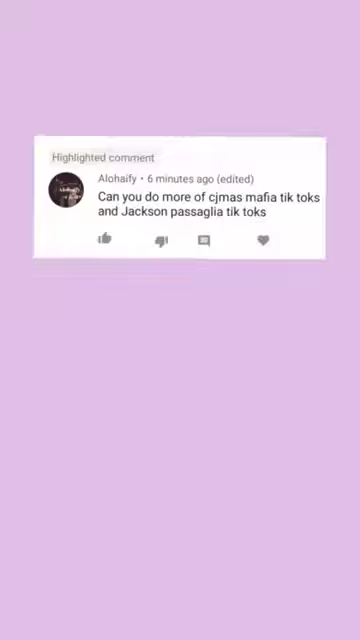 Highlighted comment
Alohaify • 6 minutes ago (edited)
Can you do more of cjmas mafia tik toks
and Jackson passaglia tik toks